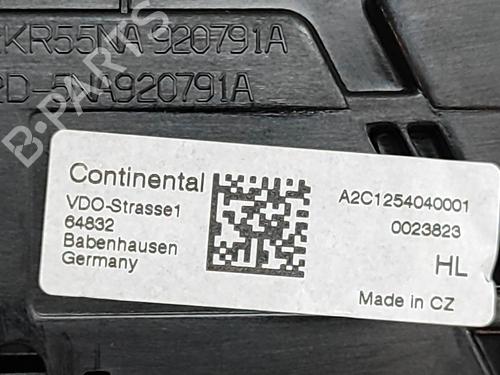 KR55NA 920791A
2D-5NA920791A
B-PARTS
Continental
VDO-Strasse1
64832
Babenhausen
Germany
A2C1254040001
0023823
HL
Made in CZ